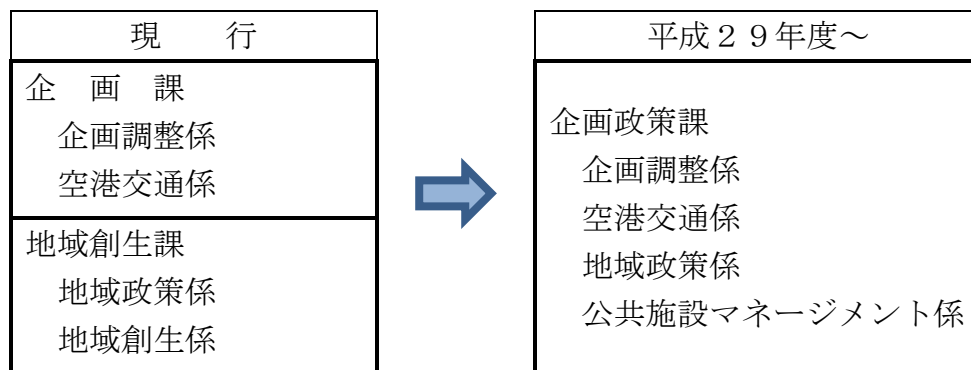 現　　行
企　画　課
企画調整係
空港交通係
地域創生課
地域政策係
地域創生係
平成２９年度～
企画政策課
企画調整係
空港交通係
地域政策係
公共施設マネージメント係